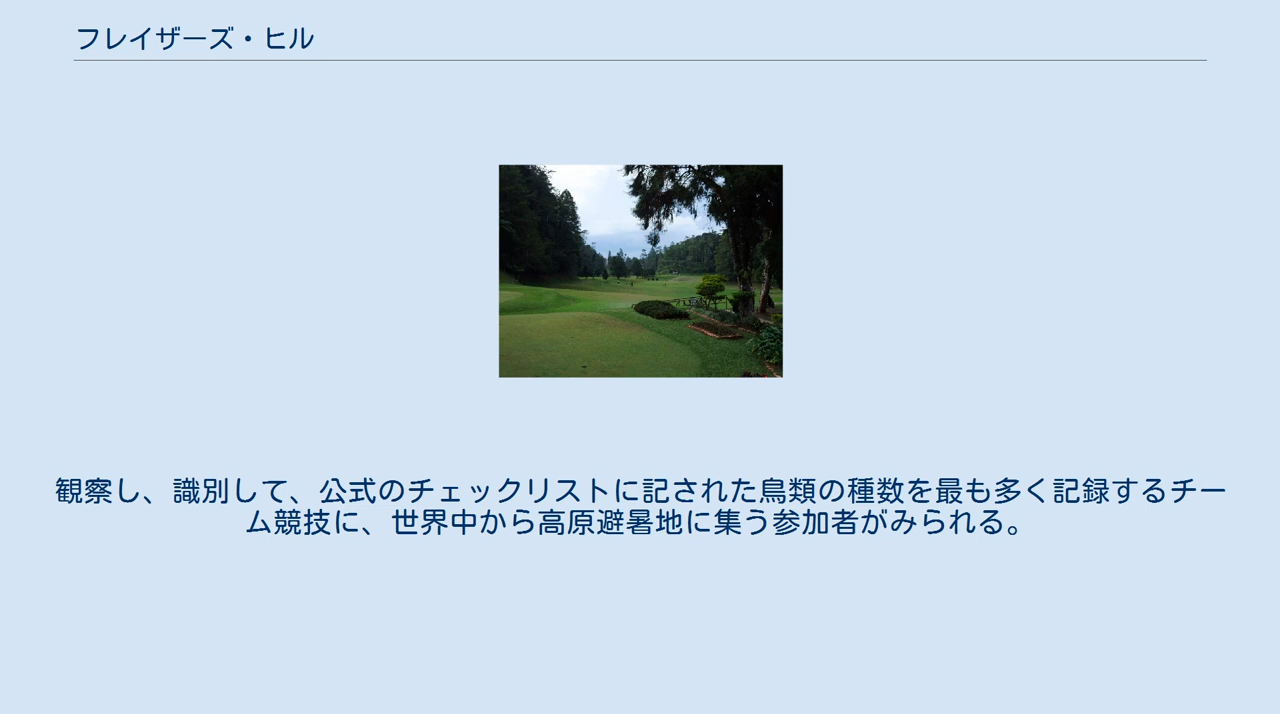 フレイザーズ・ヒル
観察し、識別して、公式のチェックリストに記された鳥類の種数を最も多く記録するチー
ム競技に、世界中から高原避暑地に集う参加者がみられる。